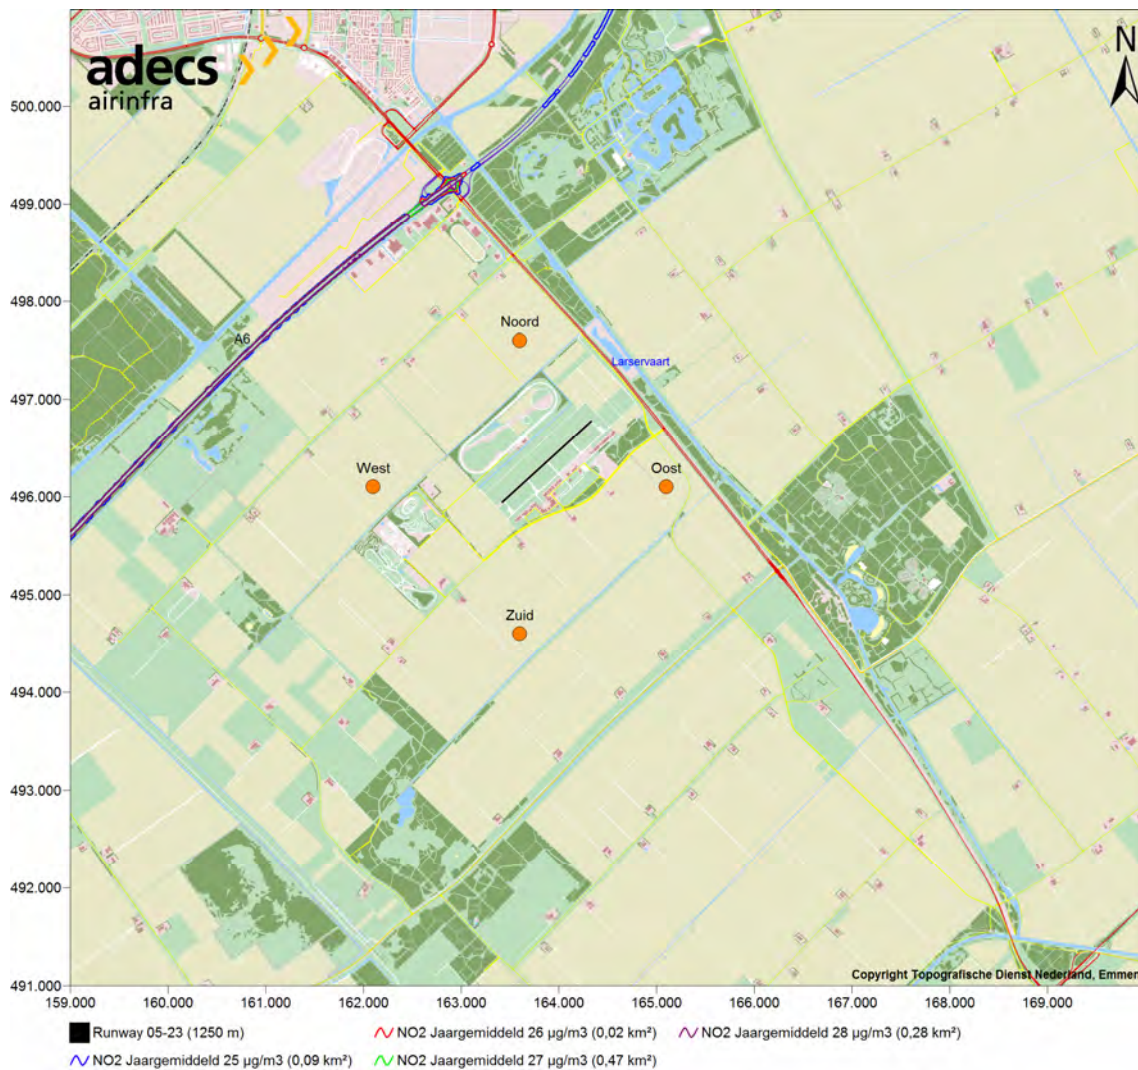 adecs
airinfra
N
500.000
499.000
498.000
497.000
496.000
495.000
494.000
493.000
492.000
491.000
A6
Noord
Larservaart
West
Oost
Zuid
Copyright Topografische Dienst Nederland, Emmen
159.000 160.000 161.000 162.000 163.000 164.000 165.000 166.000 167.000 168.000 169.000
Runway 05-23 (1250 m) NO2 Jaargemiddeld 26 µg/m3 (0,02 km²) NO2 Jaargemiddeld 28 µg/m3 (0,28 km²)
NO2 Jaargemiddeld 25 µg/m3 (0,09 km²) NO2 Jaargemiddeld 27 µg/m3 (0,47 km²)